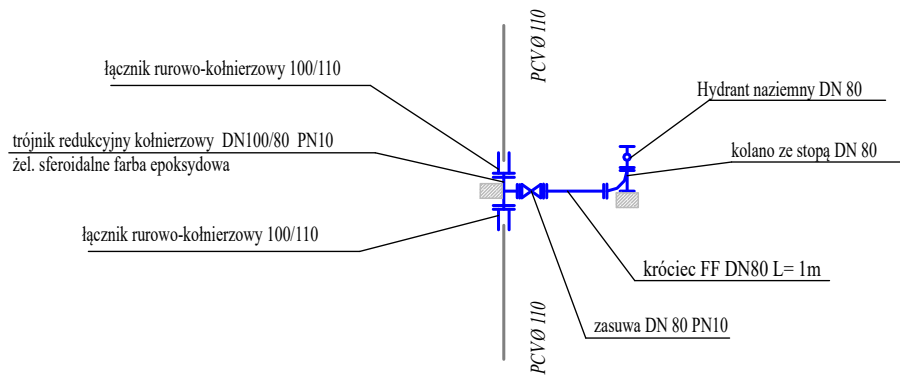 PCVØ 110
łącznik rurowo-kołnierzowy 100/110
Hydrant naziemny DN 80
trójnik redukcyjny kołnierzowy DN100/80 PN10
żel. sferoidalne farba epoksydowa
kolano ze stopą DN 80
łącznik rurowo-kołnierzowy 100/110
króciec FF DN80 L= 1m
zasuwa DN 80 PN10
PCVØ 110